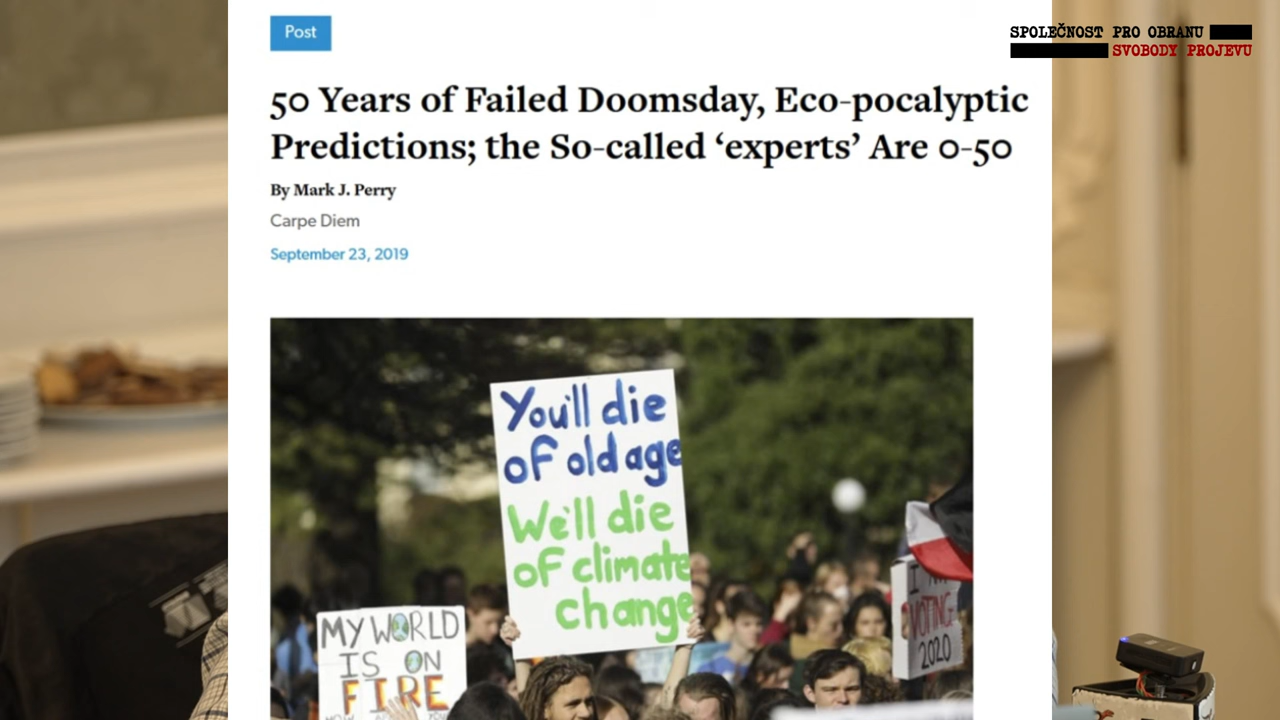 Post
SPOLEČNOST PRO OBRANU
SVOBODY PROJEVU
50 Years of Failed Doomsday, Eco-pocalyptic
Predictions; the So-called ‘experts’ Are 0-50
By Mark J. Perry
Carpe Diem
September 23, 2019
You'll die
of old age
We'll die
of climate
change
MY WORLD
IS ON
FIRE
VOTING
2020